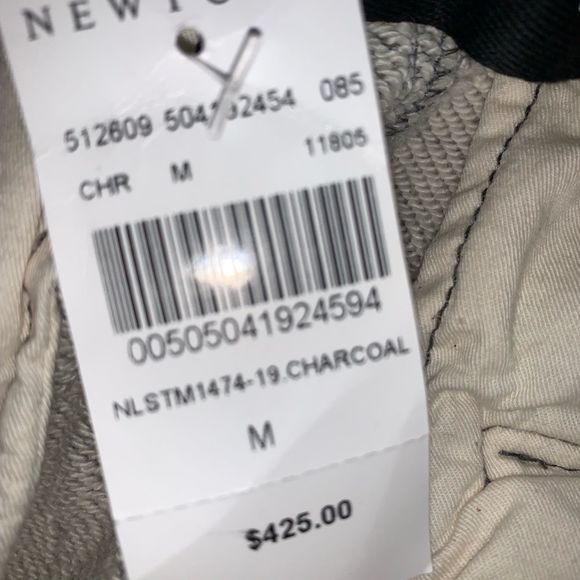 512609 085
CHR M 11805
00505041924594
NLSTM1474-19.CHARCOAL
M
$425.00